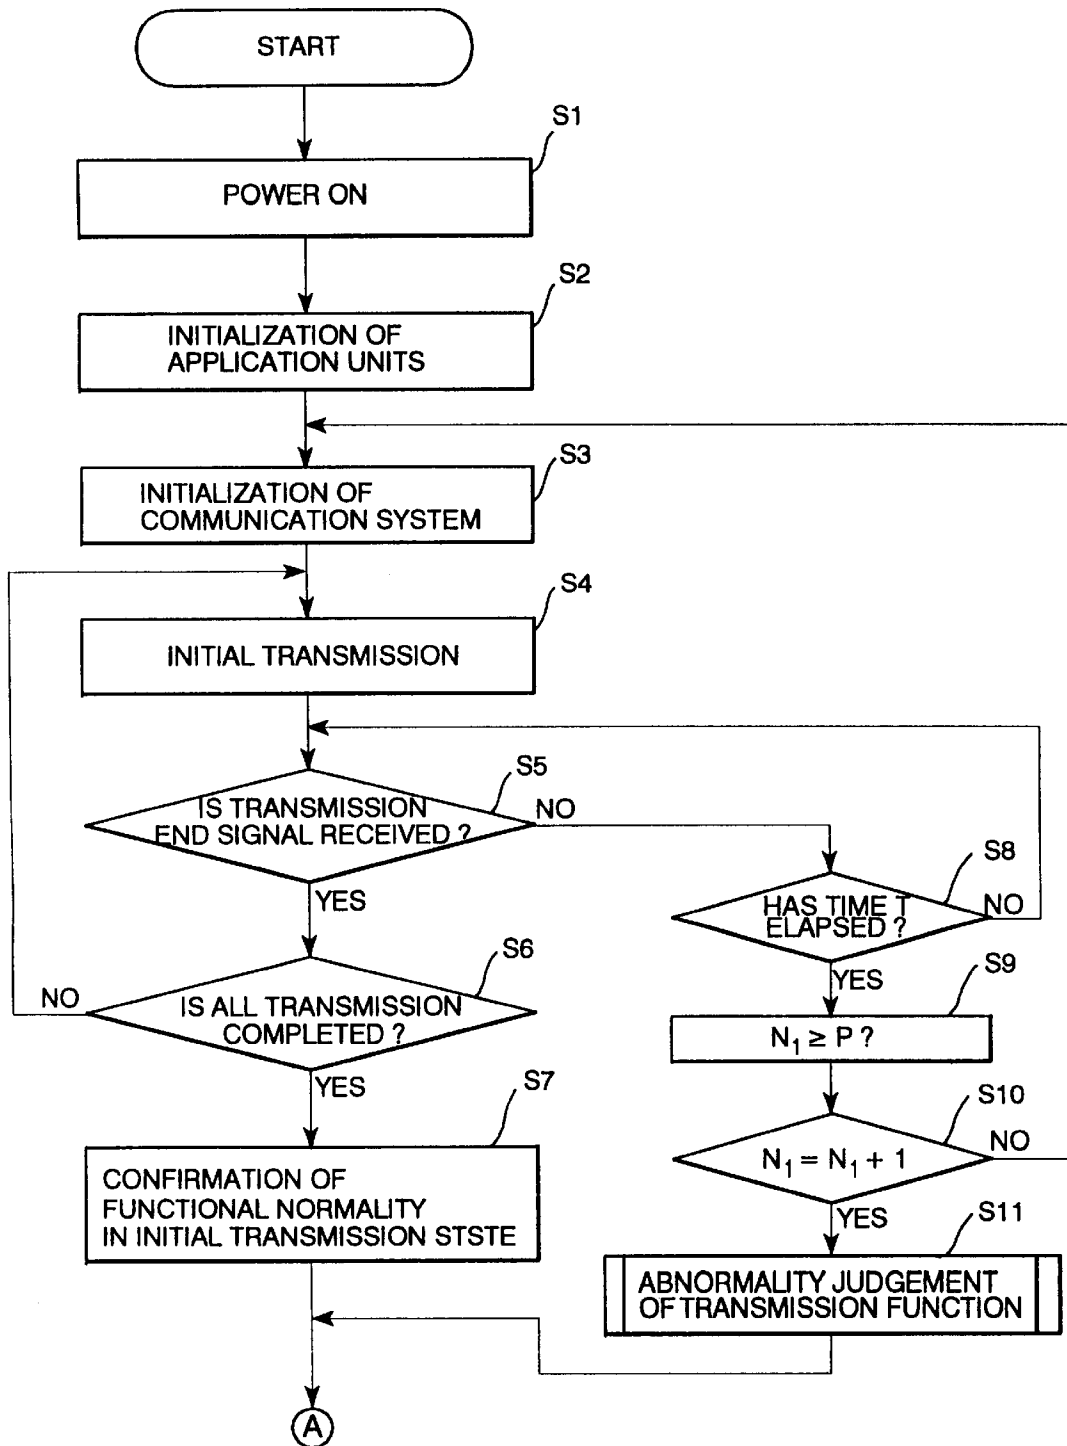 START
S1
POWER ON
S2
INITIALIZATION OF
APPLICATION UNITS
S3
INITIALIZATION OF
COMMUNICATION SYSTEM
S4
INITIAL TRANSMISSION
S5
IS TRANSMISSION
END SIGNAL RECEIVED ?
NO
YES
S8
HAS TIME T
ELAPSED ?
NO
YES
S6
IS ALL TRANSMISSION
COMPLETED ?
NO
YES
S9
N1 ≥ P ?
S10
N1 = N1 + 1
NO
YES
S7
CONFIRMATION OF
FUNCTIONAL NORMALITY
IN INITIAL TRANSMISSION STSTE
S11
ABNORMALITY JUDGEMENT
OF TRANSMISSION FUNCTION
A